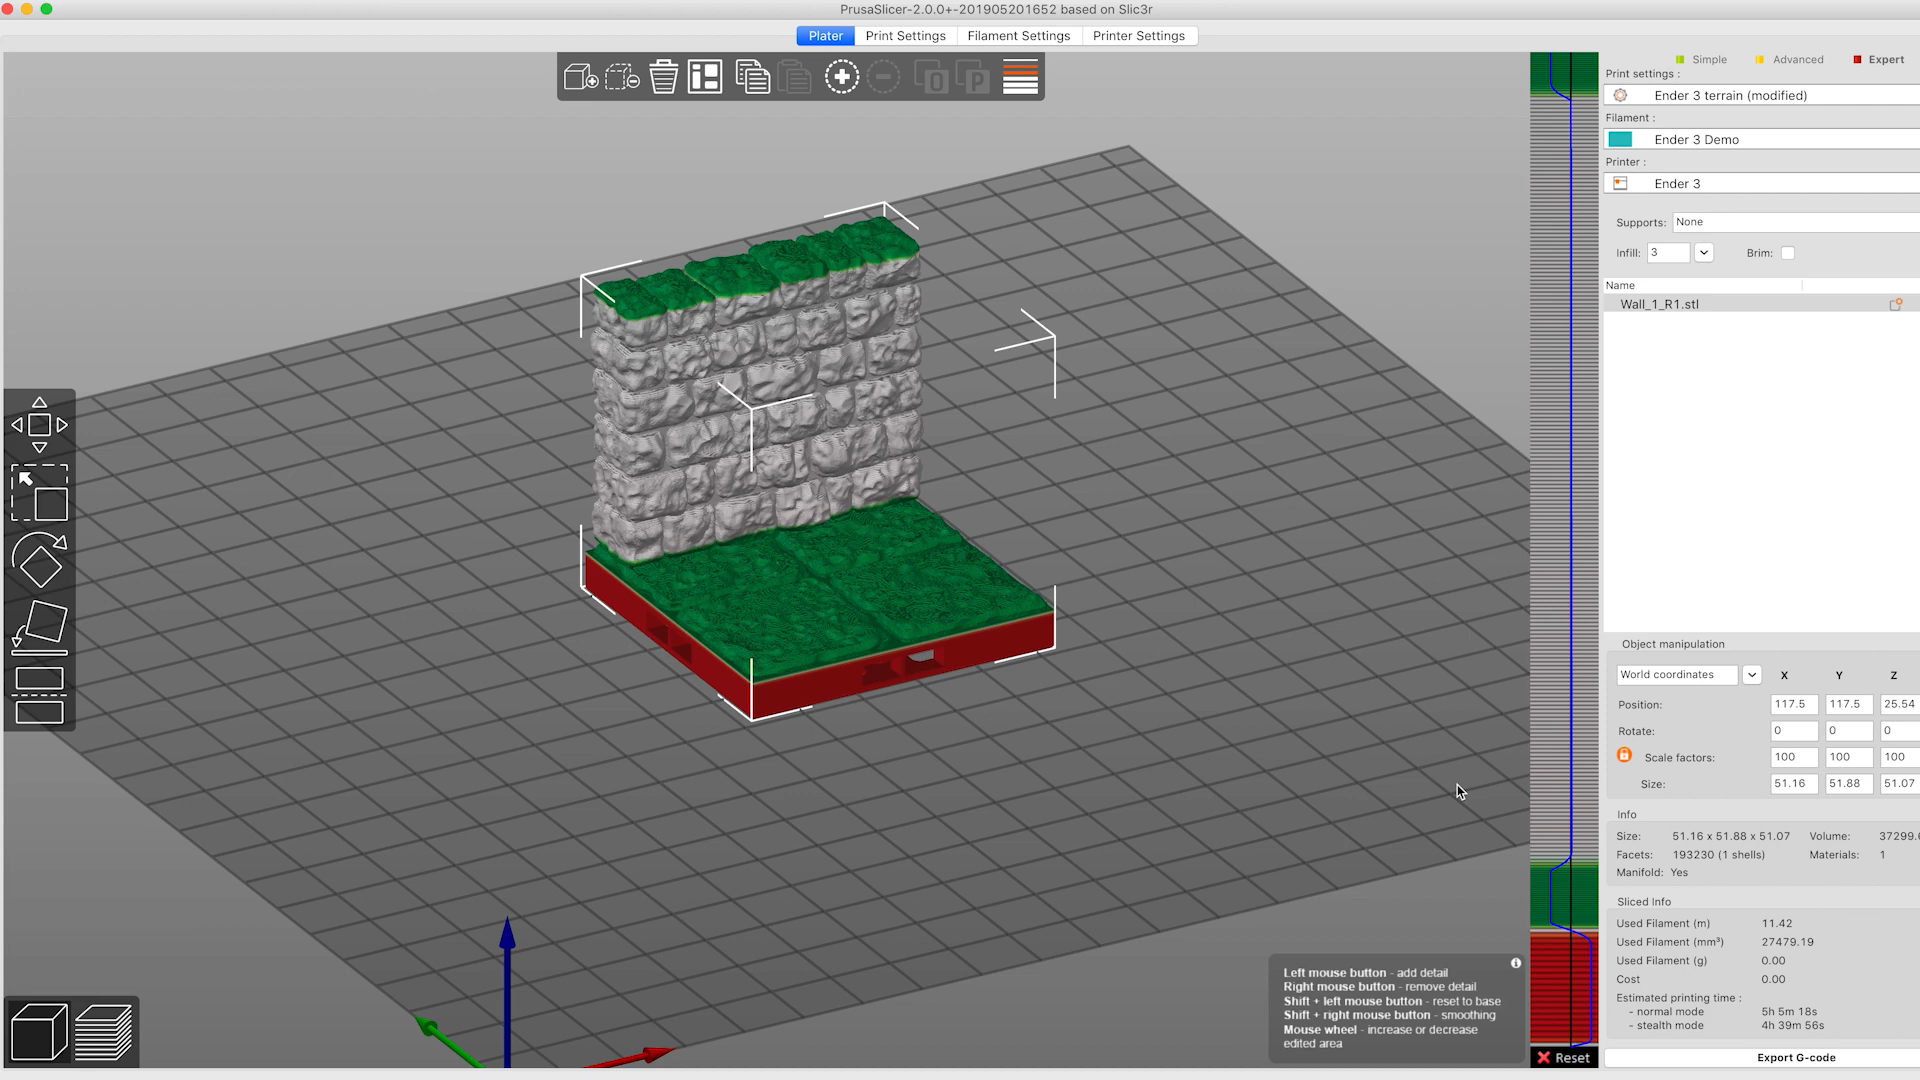 PrusaSlicer-2.0.0+-201905201652 based on Slic3r
Plater Print Settings Filament Settings Printer Settings
Simple Advanced Expert
Print settings :
Ender 3 terrain (modified)
Filament :
Ender 3 Demo
Printer :
Ender 3
Supports: None
Infill: 3 Brim:
Name
Wall_1_R1.stl
Object manipulation
World coordinates X Y Z
Position: 117.5 117.5 25.54
Rotate: 0 0 0
Scale factors: 100 100 100
Size: 51.16 51.88 51.07
Info
Size: 51.16 x 51.88 x 51.07 Volume:
Facets: 193230 (1 shells) Materials: 1
Manifold: Yes
Sliced Info
Used Filament (m) 11.42
Used Filament (mm³) 27479.19
Used Filament (g) 0.00
Cost 0.00
Estimated printing time :
- normal mode 5h 5m 18s
- stealth mode 4h 39m 56s
Export G-code
Left mouse button - add detail
Right mouse button - remove detail
Shift + left mouse button - reset to base
Shift + right mouse button - smoothing
Mouse wheel - increase or decrease
edited area
Reset